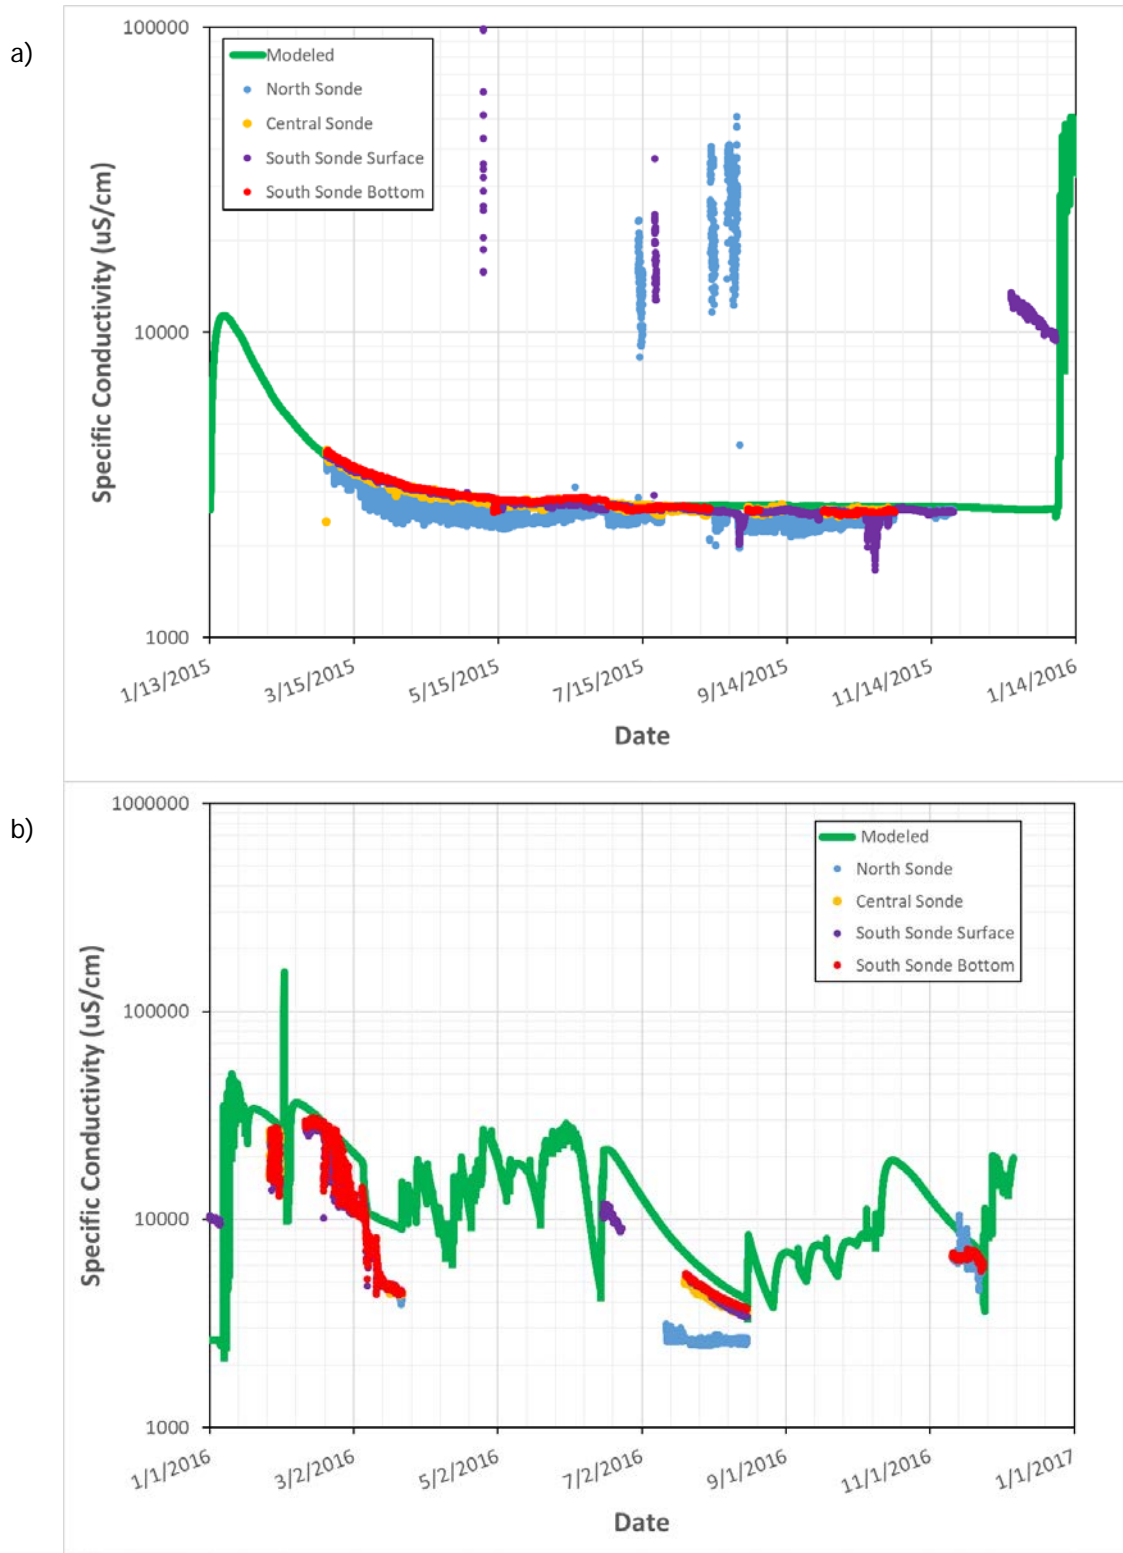 a)
100000
10000
1000
Specific Conductivity (uS/cm)
Modeled
North Sonde
Central Sonde
South Sonde Surface
South Sonde Bottom
1/13/2015
3/15/2015
5/15/2015
7/15/2015
9/14/2015
11/14/2015
1/14/2016
Date
b)
1000000
100000
10000
1000
Specific Conductivity (uS/cm)
Modeled
North Sonde
Central Sonde
South Sonde Surface
South Sonde Bottom
1/1/2016
3/2/2016
5/2/2016
7/2/2016
9/1/2016
11/1/2016
1/1/2017
Date